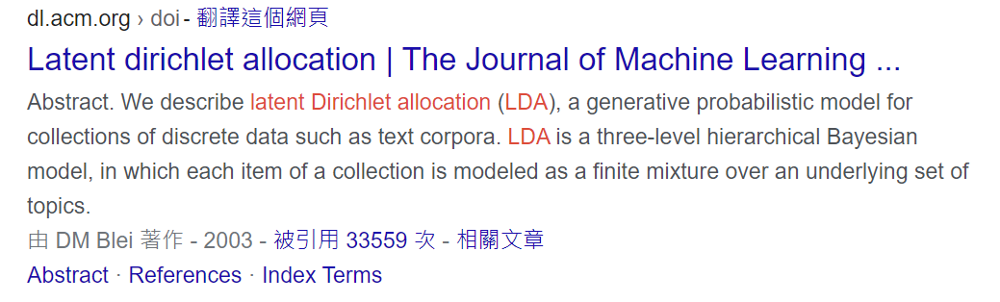 dl.acm.org › doi - 翻譯這個網頁
Latent dirichlet allocation | The Journal of Machine Learning ...
Abstract. We describe latent Dirichlet allocation (LDA), a generative probabilistic model for
collections of discrete data such as text corpora. LDA is a three-level hierarchical Bayesian
model, in which each item of a collection is modeled as a finite mixture over an underlying set of
topics.
由 DM Blei 著作 - 2003 - 被引用 33559 次 - 相關文章
Abstract · References · Index Terms